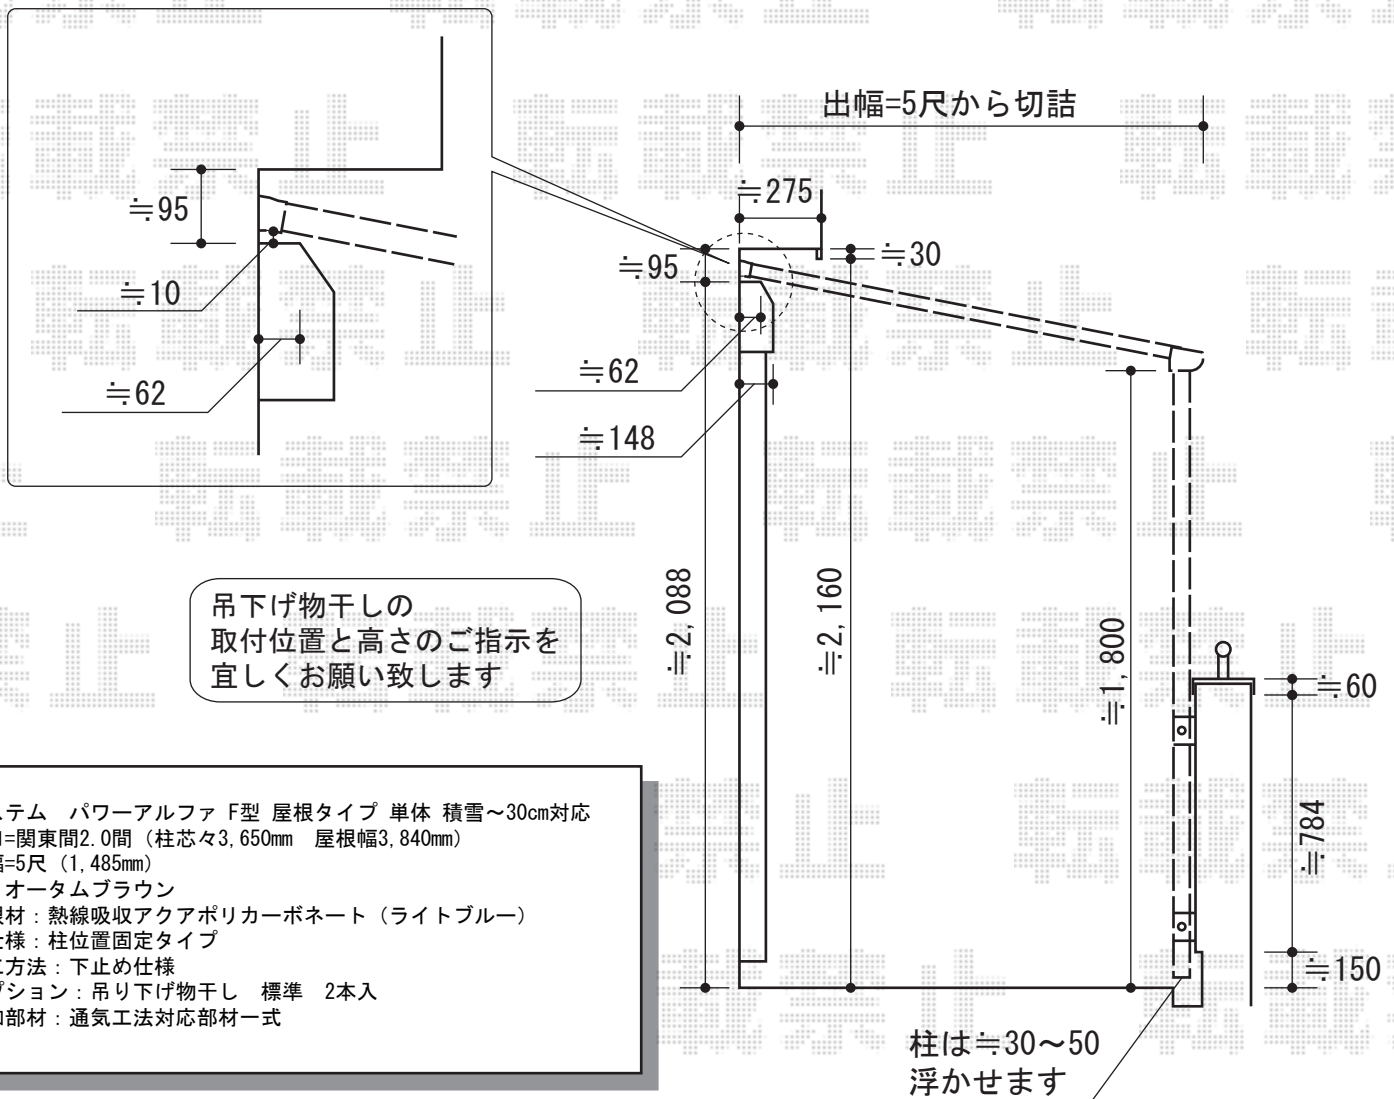 出幅=5尺から切詰
≒275
≒95
≒10
≒62
≒95
≒30
≒62
≒148
≒2,088
≒2,160
≒1,800
≒60
≒784
≒150
吊下げ物干しの
取付位置と高さのご指示を
宜しくお願い致します
ステム パワーアルファ F型 屋根タイプ 単体 積雪～30cm対応
=関東間2.0間（柱芯々3,650mm 屋根幅3,840mm）
幅=5尺（1,485mm）
オータムブラウン
根材：熱線吸収アクアポリカーボネート（ライトブルー）
仕様：柱位置固定タイプ
工方法：下止め仕様
プション：吊り下げ物干し 標準 2本入
加部材：通気工法対応部材一式
柱は≒30～50
浮かせます
転載禁止